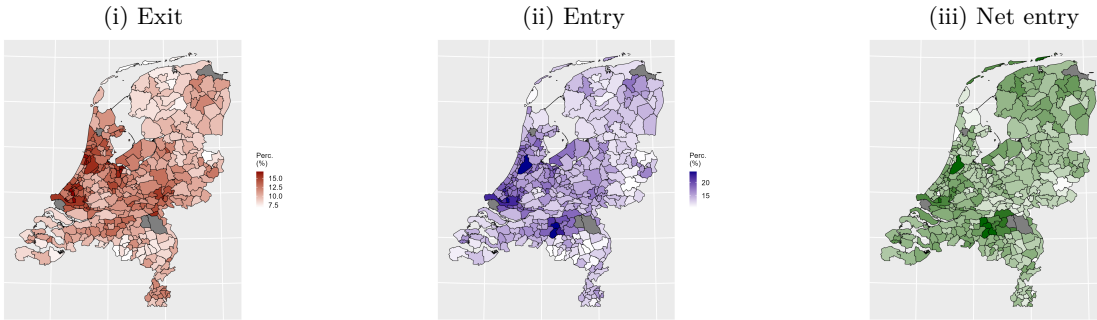 (i) Exit
(ii) Entry
(iii) Net entry
Perc.
(%)
15.0
12.5
10.0
7.5
Perc.
(%)
20
15